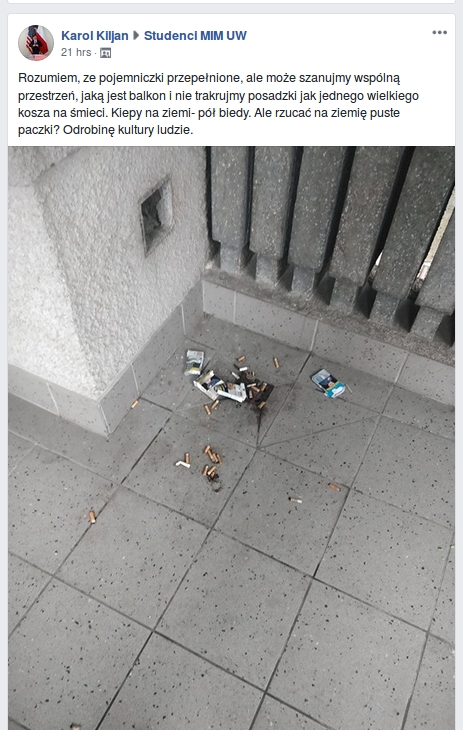 Karol Kiljan Studenci MIM UW
21 hrs ·
Rozumiem, ze pojemniczki przepełnione, ale może szanujmy wspólną
przestrzeń, jaką jest balkon i nie trakrujmy posadzki jak jednego wielkiego
kosza na śmieci. Kiepy na ziemi- pół biedy. Ale rzucać na ziemię puste
paczki? Odrobinę kultury ludzie.